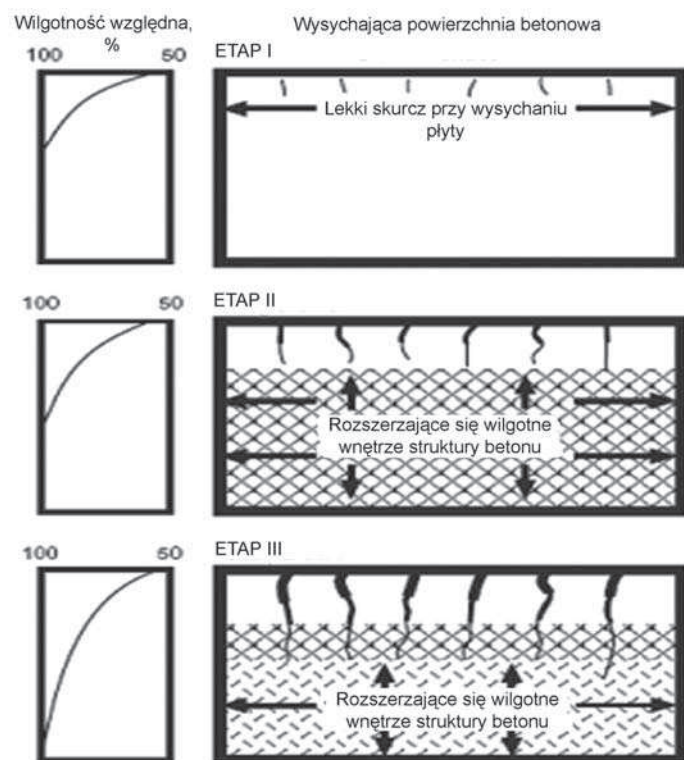 Wilgotność względna,
%
Wysychająca powierzchnia betonowa
100 50
ETAP I
Lekki skurcz przy wysychaniu
płyty
100 50
ETAP II
Rozszerzające się wilgotne
wnętrze struktury betonu
100 50
ETAP III
Rozszerzające się wilgotne
wnętrze struktury betonu